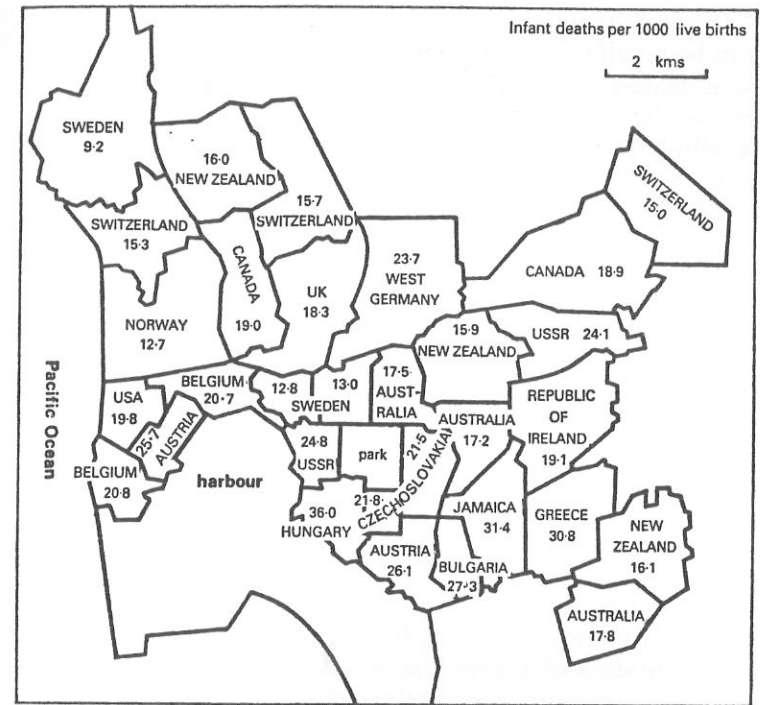 Infant deaths per 1000 live births
2 kms
SWEDEN
9·2
16·0
NEW ZEALAND
15·7
SWITZERLAND
SWITZERLAND
15·3
SWITZERLAND
15·0
CANADA
19·0
UK
18·3
23·7
WEST
GERMANY
CANADA 18·9
NORWAY
12·7
15·9
NEW ZEALAND
USSR 24·1
Pacific Ocean
USA
19·8
BELGIUM
20·7
12·8
13·0
SWEDEN
17·5
AUST-
RALIA
REPUBLIC
OF
IRELAND
19·1
25·7
AUSTRIA
AUSTRALIA
17·2
BELGIUM
20·8
harbour
24·8
USSR
park
21·5
21·8
CZECHOSLOVAKIA
36·0
HUNGARY
JAMAICA
31·4
GREECE
30·8
NEW
ZEALAND
16·1
AUSTRIA
26·1
BULGARIA
27·3
AUSTRALIA
17·8